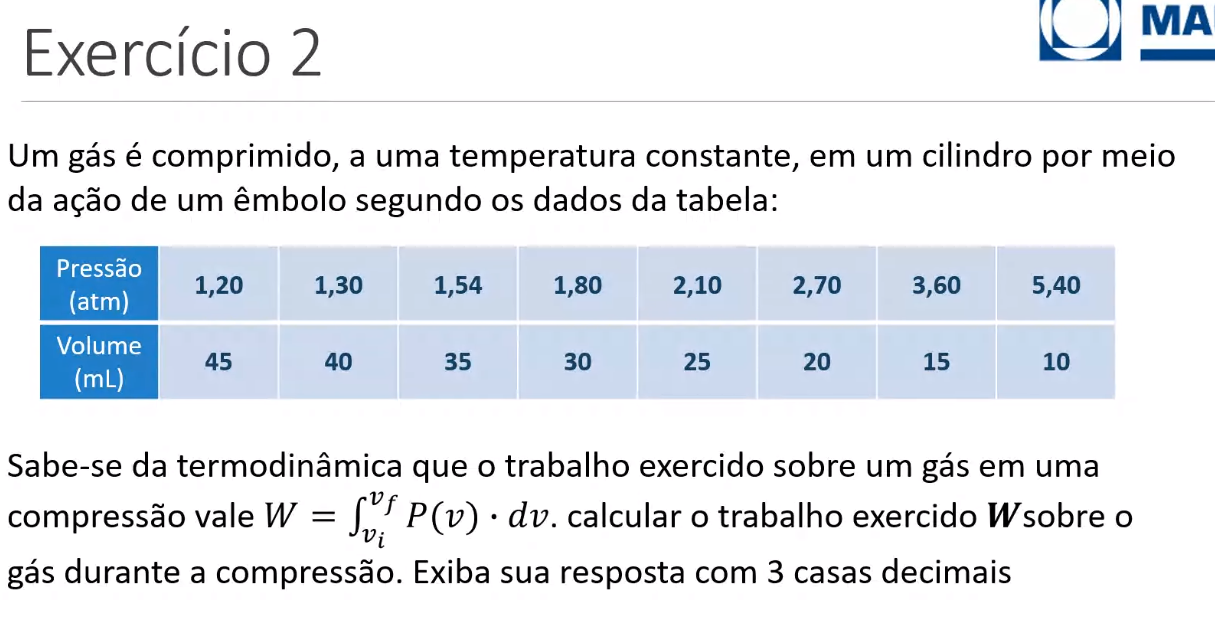 MA
Exercício 2
Um gás é comprimido, a uma temperatura constante, em um cilindro por meio
da ação de um êmbolo segundo os dados da tabela:
Pressão (atm) 1,20 1,30 1,54 1,80 2,10 2,70 3,60 5,40
Volume (mL) 45 40 35 30 25 20 15 10
Sabe-se da termodinâmica que o trabalho exercido sobre um gás em uma
compressão vale W = ∫_{v_i}^{v_f} P(v) · dv. calcular o trabalho exercido W sobre o
gás durante a compressão. Exiba sua resposta com 3 casas decimais